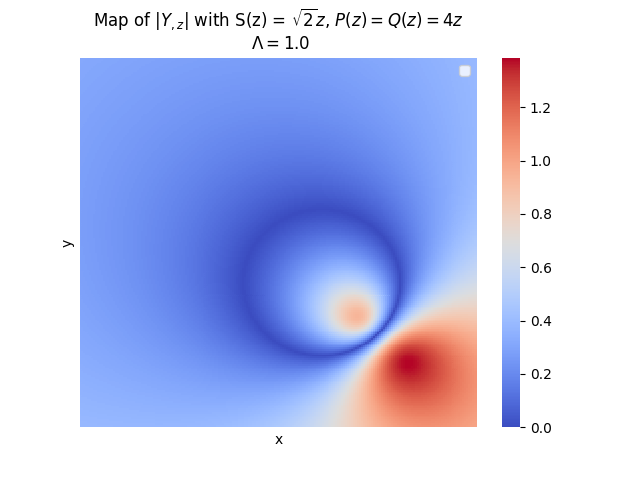 Map of |Y,z| with S(z) = √2z, P(z) = Q(z) = 4z
Λ = 1.0
y
x
1.2
1.0
0.8
0.6
0.4
0.2
0.0